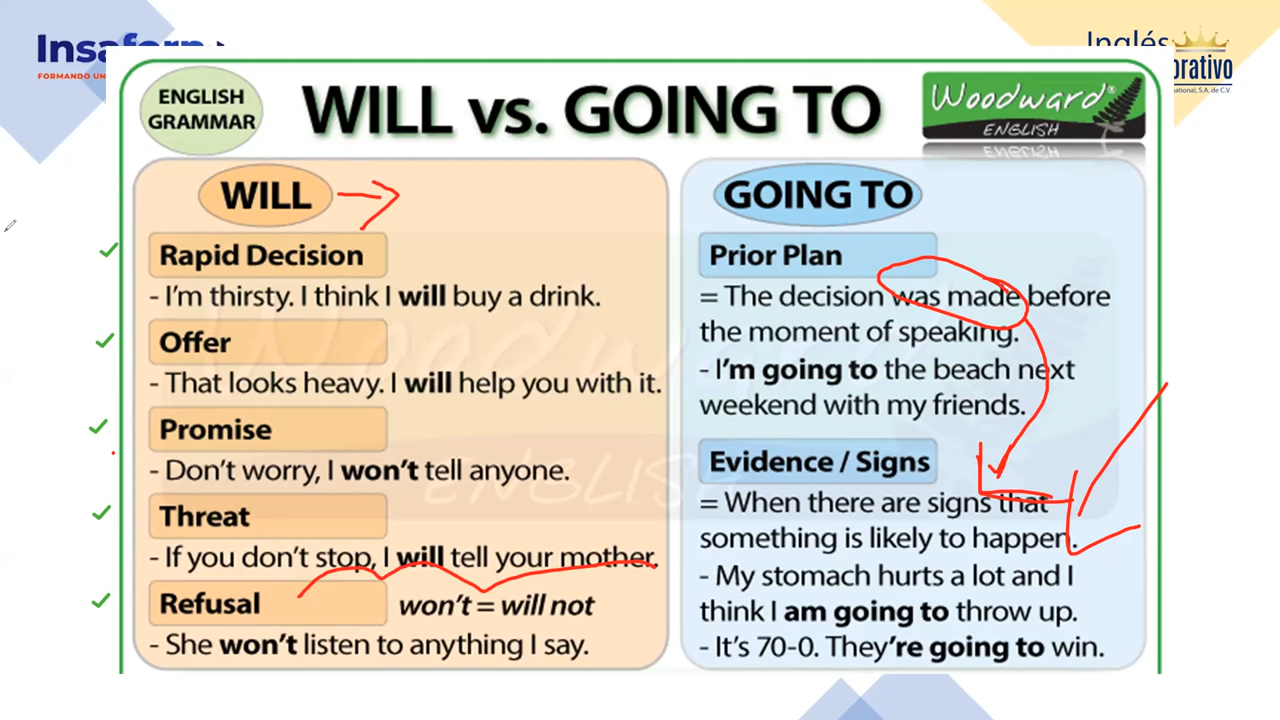 FORMANDO UN
Inglés
orativo
national, S.A. de C.V.
ENGLISH
GRAMMAR
WILL vs. GOING TO
Woodward®
ENGLISH
WILL
Rapid Decision
- I'm thirsty. I think I will buy a drink.
Offer
- That looks heavy. I will help you with it.
Promise
- Don't worry, I won't tell anyone.
Threat
- If you don't stop, I will tell your mother.
Refusal won't = will not
- She won't listen to anything I say.
GOING TO
Prior Plan
= The decision was made before
the moment of speaking.
- I'm going to the beach next
weekend with my friends.
Evidence / Signs
= When there are signs that
something is likely to happen.
- My stomach hurts a lot and I
think I am going to throw up.
- It's 70-0. They're going to win.